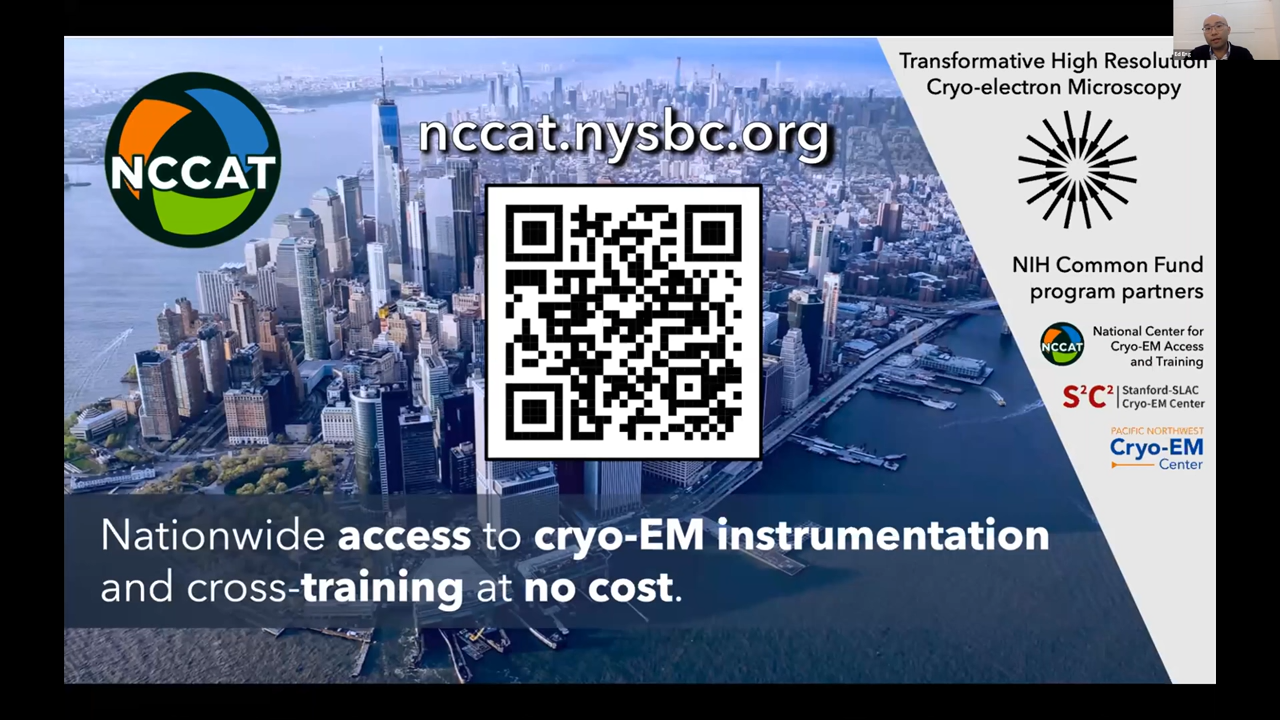 NCCAT
nccat.nysbc.org
Nationwide access to cryo-EM instrumentation
and cross-training at no cost.
Transformative High Resolution
Cryo-electron Microscopy
NIH Common Fund
program partners
NCCAT
National Center for
Cryo-EM Access
and Training
S²C² | Stanford-SLAC
Cryo-EM Center
PACIFIC NORTHWEST
Cryo-EM
Center